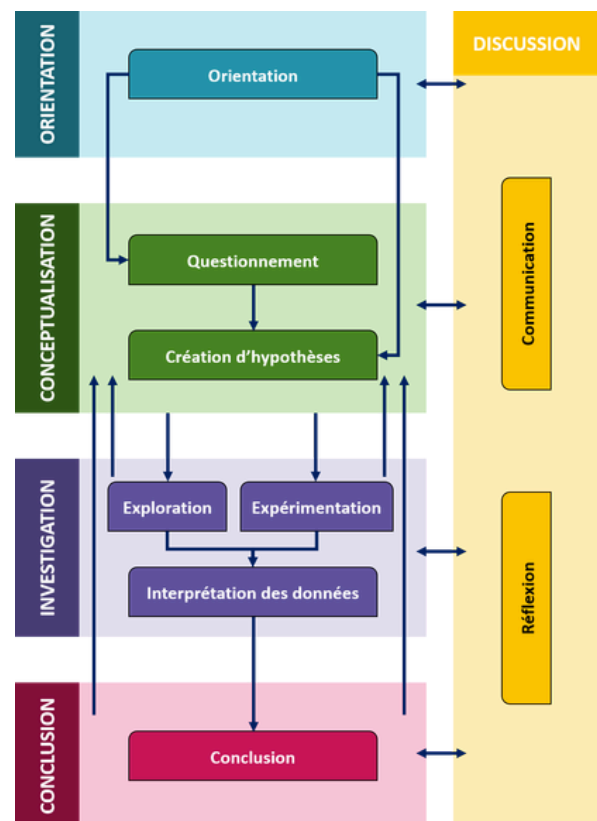 ORIENTATION
Orientation
DISCUSSION
CONCEPTUALISATION
Questionnement
Création d’hypothèses
Communication
INVESTIGATION
Exploration
Expérimentation
Interprétation des données
Réflexion
CONCLUSION
Conclusion